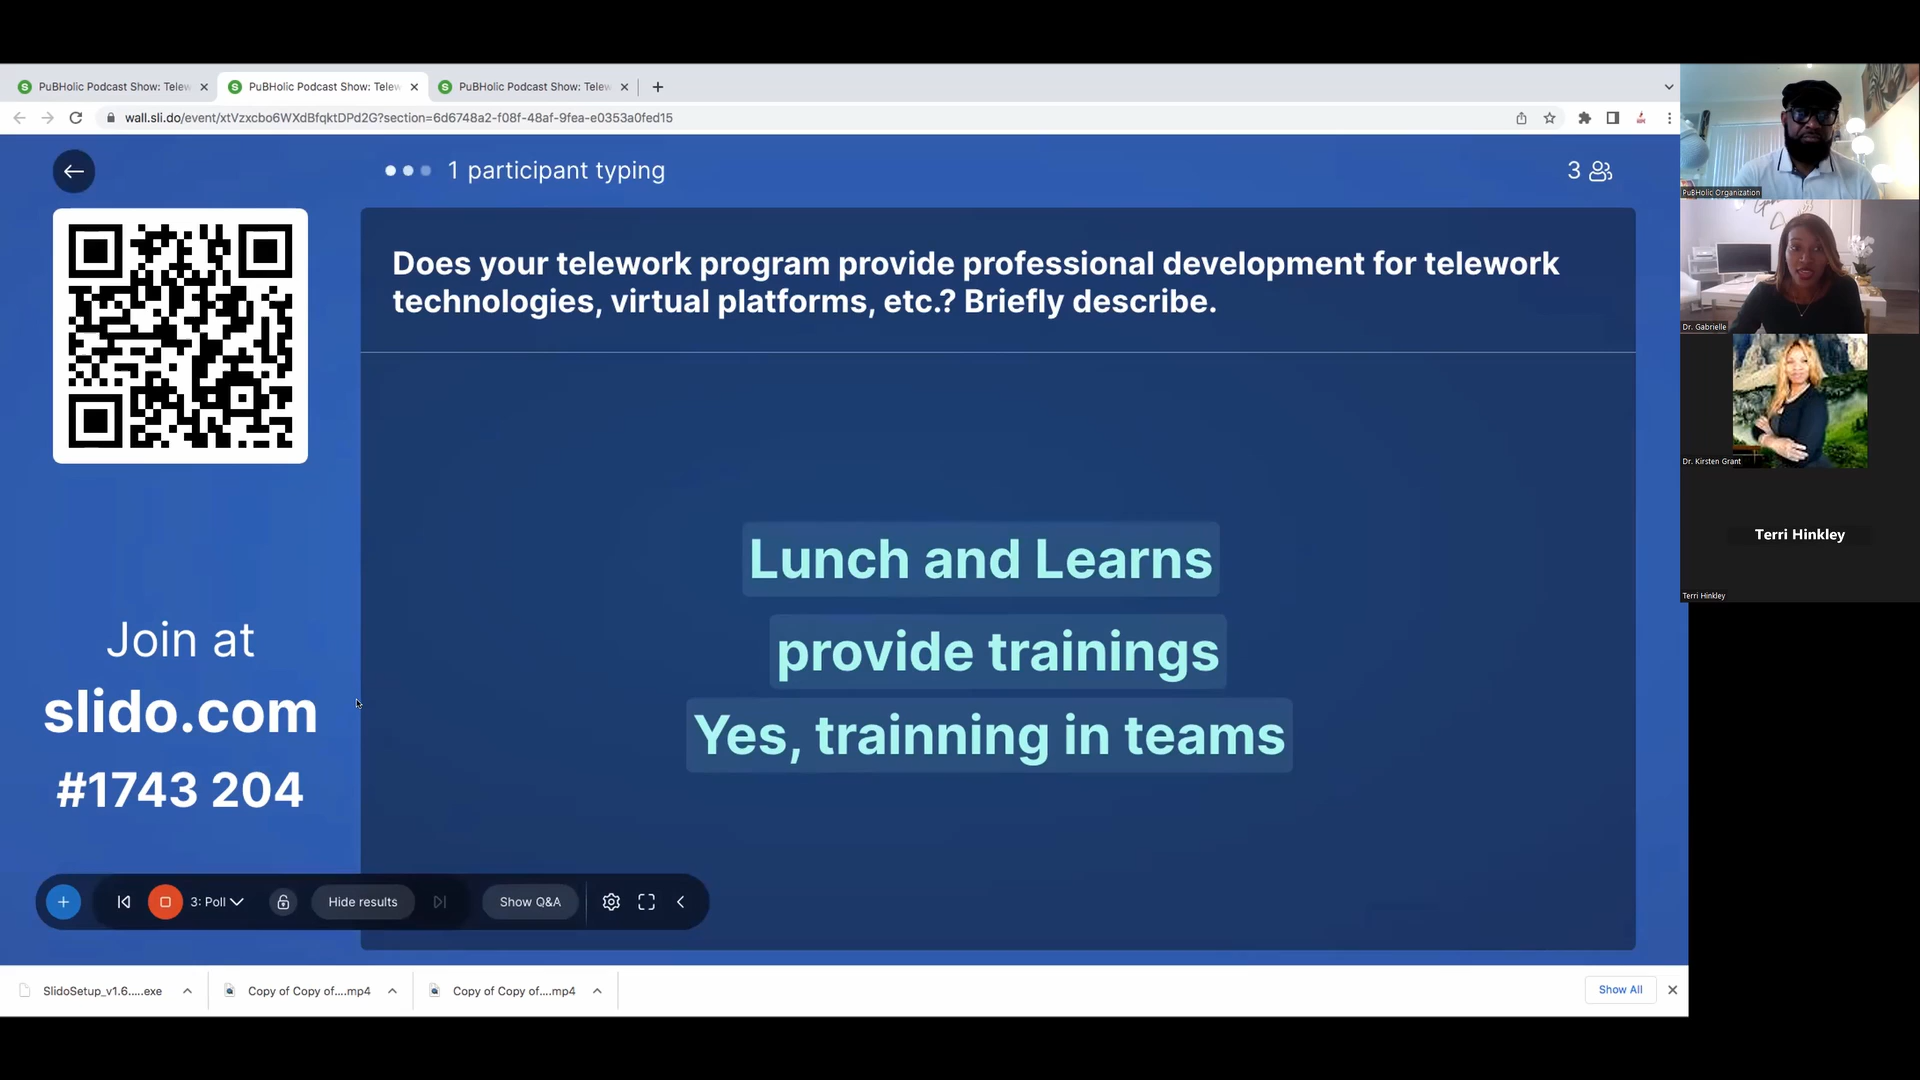 PuBHolic Podcast Show: Telew
PuBHolic Podcast Show: Telew
PuBHolic Podcast Show: Telew
wall.sli.do/event/xtVzxcbo6WXdBfqktDPd2G?section=6d6748a2-f08f-48af-9fea-e0353a0fed15
1 participant typing
3
Does your telework program provide professional development for telework
technologies, virtual platforms, etc.? Briefly describe.
Lunch and Learns
provide trainings
Yes, trainning in teams
Join at
slido.com
#1743 204
3: Poll
Hide results
Show Q&A
SlidoSetup_v1.6.....exe
Copy of Copy of....mp4
Copy of Copy of....mp4
Show All
PuBHolic Organization
Dr. Gabrielle
Dr. Kirsten Grant
Terri Hinkley
Terri Hinkley